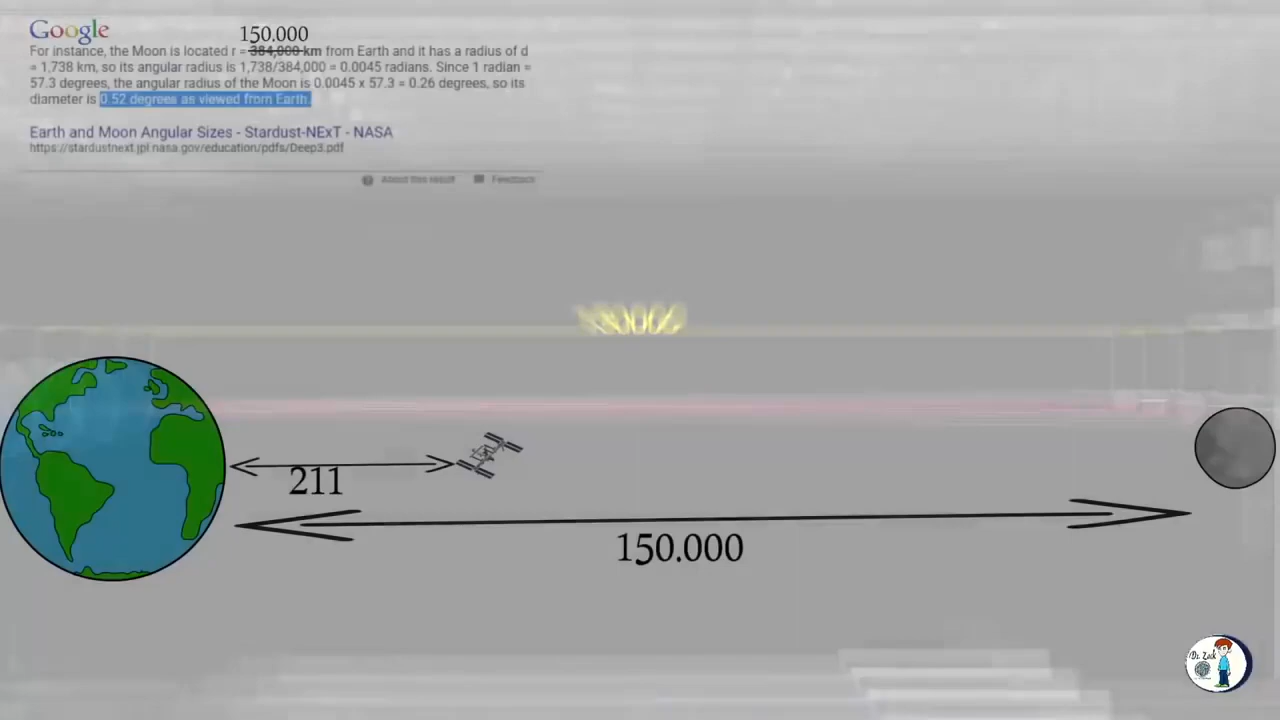 Google
150.000
For instance, the Moon is located r = 384,000 km from Earth and it has a radius of d
= 1,738 km, so its angular radius is 1,738/384,000 = 0.0045 radians. Since 1 radian =
57.3 degrees, the angular radius of the Moon is 0.0045 x 57.3 = 0.26 degrees, so its
diameter is 0.52 degrees as viewed from Earth.
Earth and Moon Angular Sizes - Stardust-NExT - NASA
https://stardustnext.jpl.nasa.gov/education/pdfs/Deep3.pdf
About this result Feedback
211
150.000
Dr. Zack